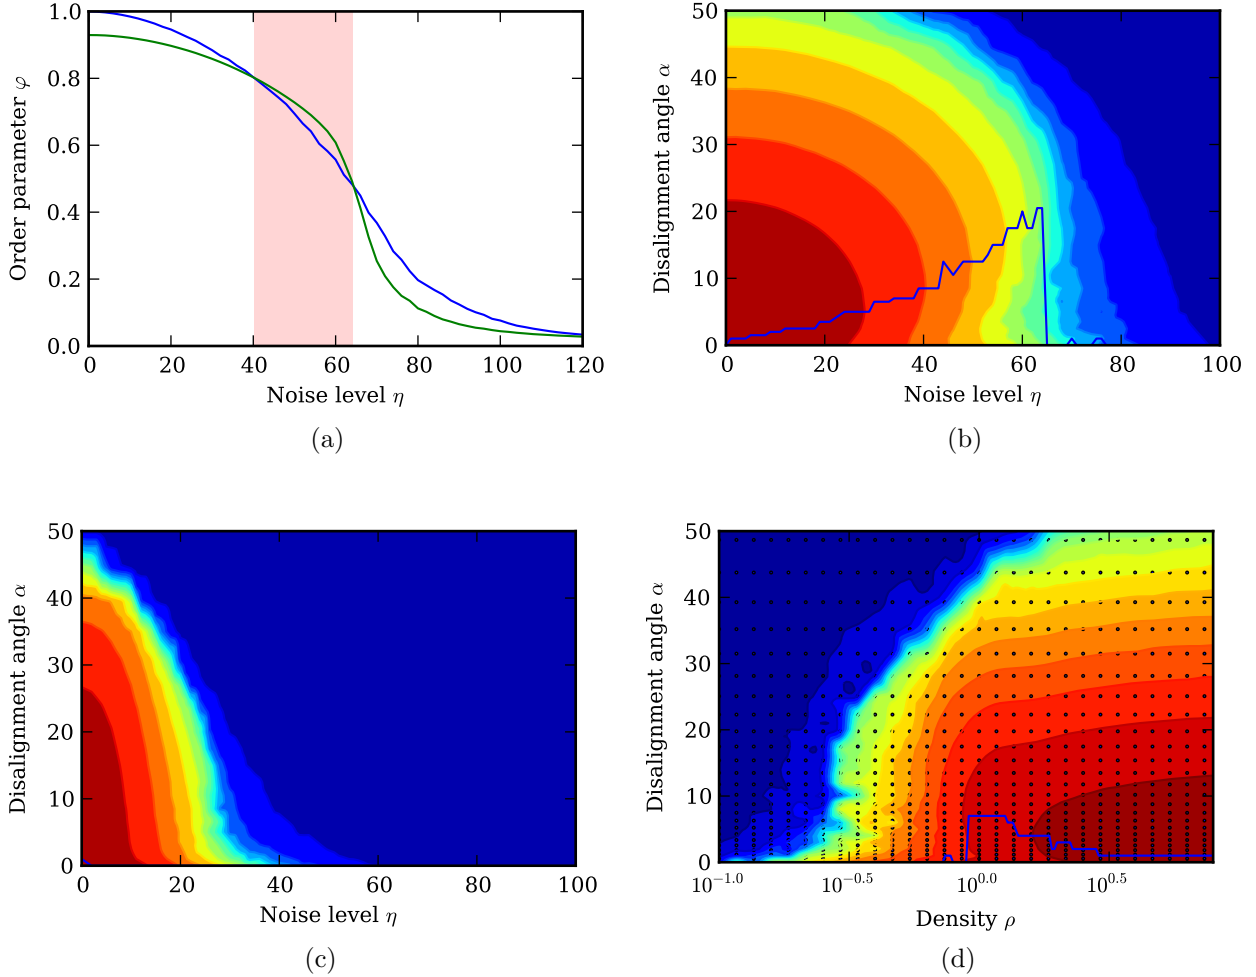 1.0
0.8
0.6
0.4
0.2
0.0
Order parameter φ
0 20 40 60 80 100 120
Noise level η
(a)
50
40
30
20
10
0
Disalignment angle α
0 20 40 60 80 100
Noise level η
(b)
50
40
30
20
10
0
Disalignment angle α
0 20 40 60 80 100
Noise level η
(c)
50
40
30
20
10
0
Disalignment angle α
10^−1.0 10^−0.5 10^0.0 10^0.5
Density ρ
(d)